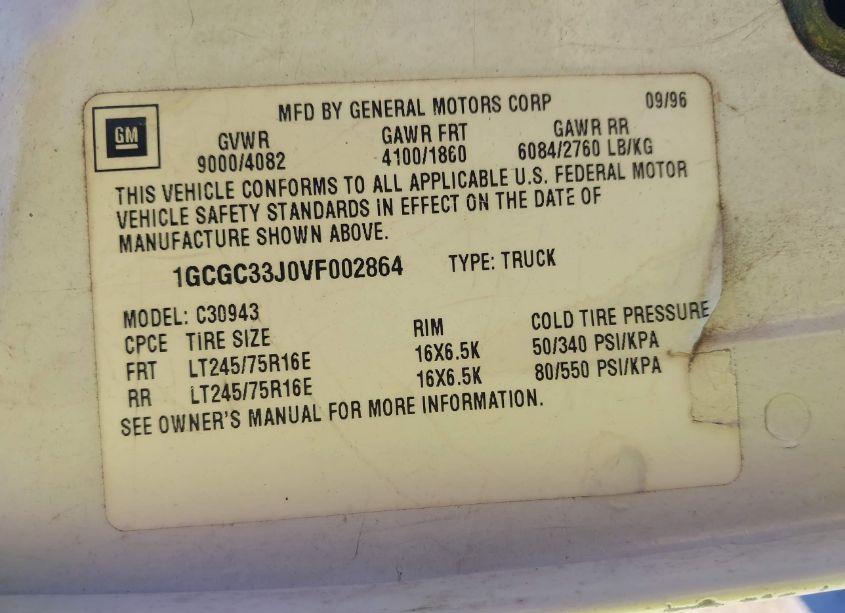 MFD BY GENERAL MOTORS CORP 09/96
GM
GVWR GAWR FRT GAWR RR
9000/4082 4100/1860 6084/2760 LB/KG
THIS VEHICLE CONFORMS TO ALL APPLICABLE U.S. FEDERAL MOTOR
VEHICLE SAFETY STANDARDS IN EFFECT ON THE DATE OF
MANUFACTURE SHOWN ABOVE.
1GCGC33J0VF002864 TYPE: TRUCK
MODEL: C30943
CPCE TIRE SIZE RIM COLD TIRE PRESSURE
FRT LT245/75R16E 16X6.5K 50/340 PSI/KPA
RR LT245/75R16E 16X6.5K 80/550 PSI/KPA
SEE OWNER'S MANUAL FOR MORE INFORMATION.